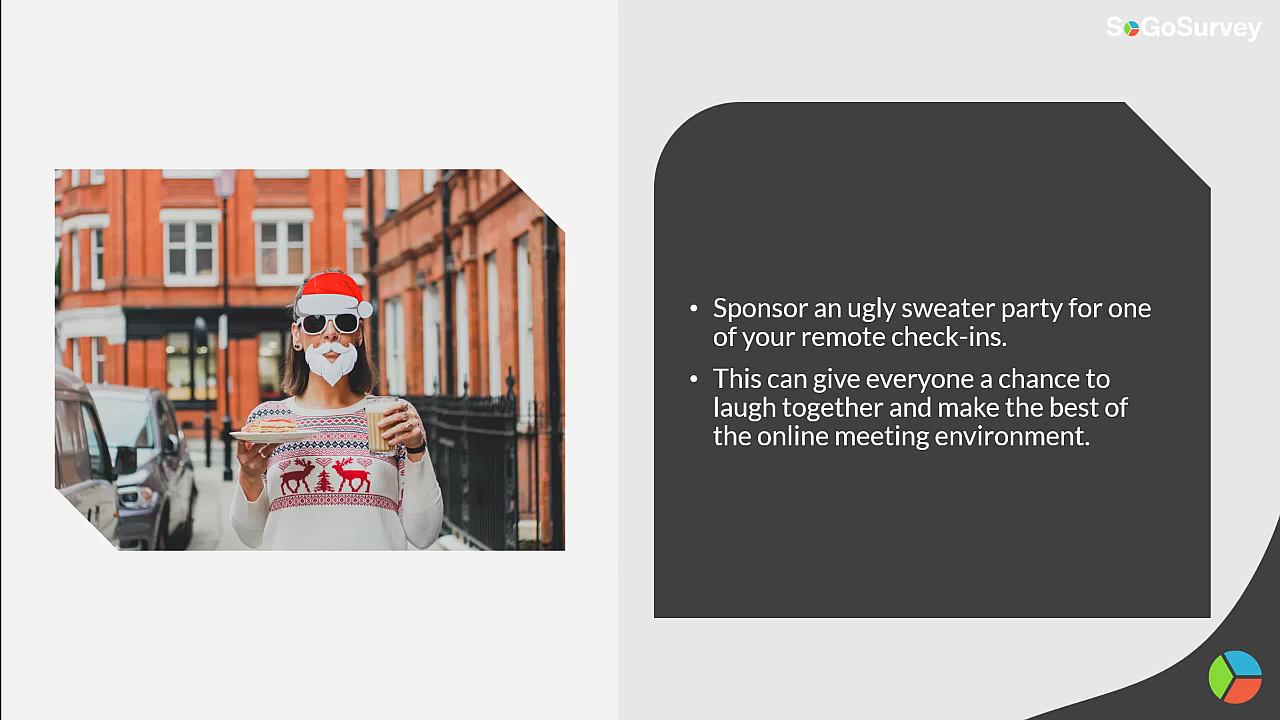 SoGoSurvey
• Sponsor an ugly sweater party for one
of your remote check-ins.
• This can give everyone a chance to
laugh together and make the best of
the online meeting environment.